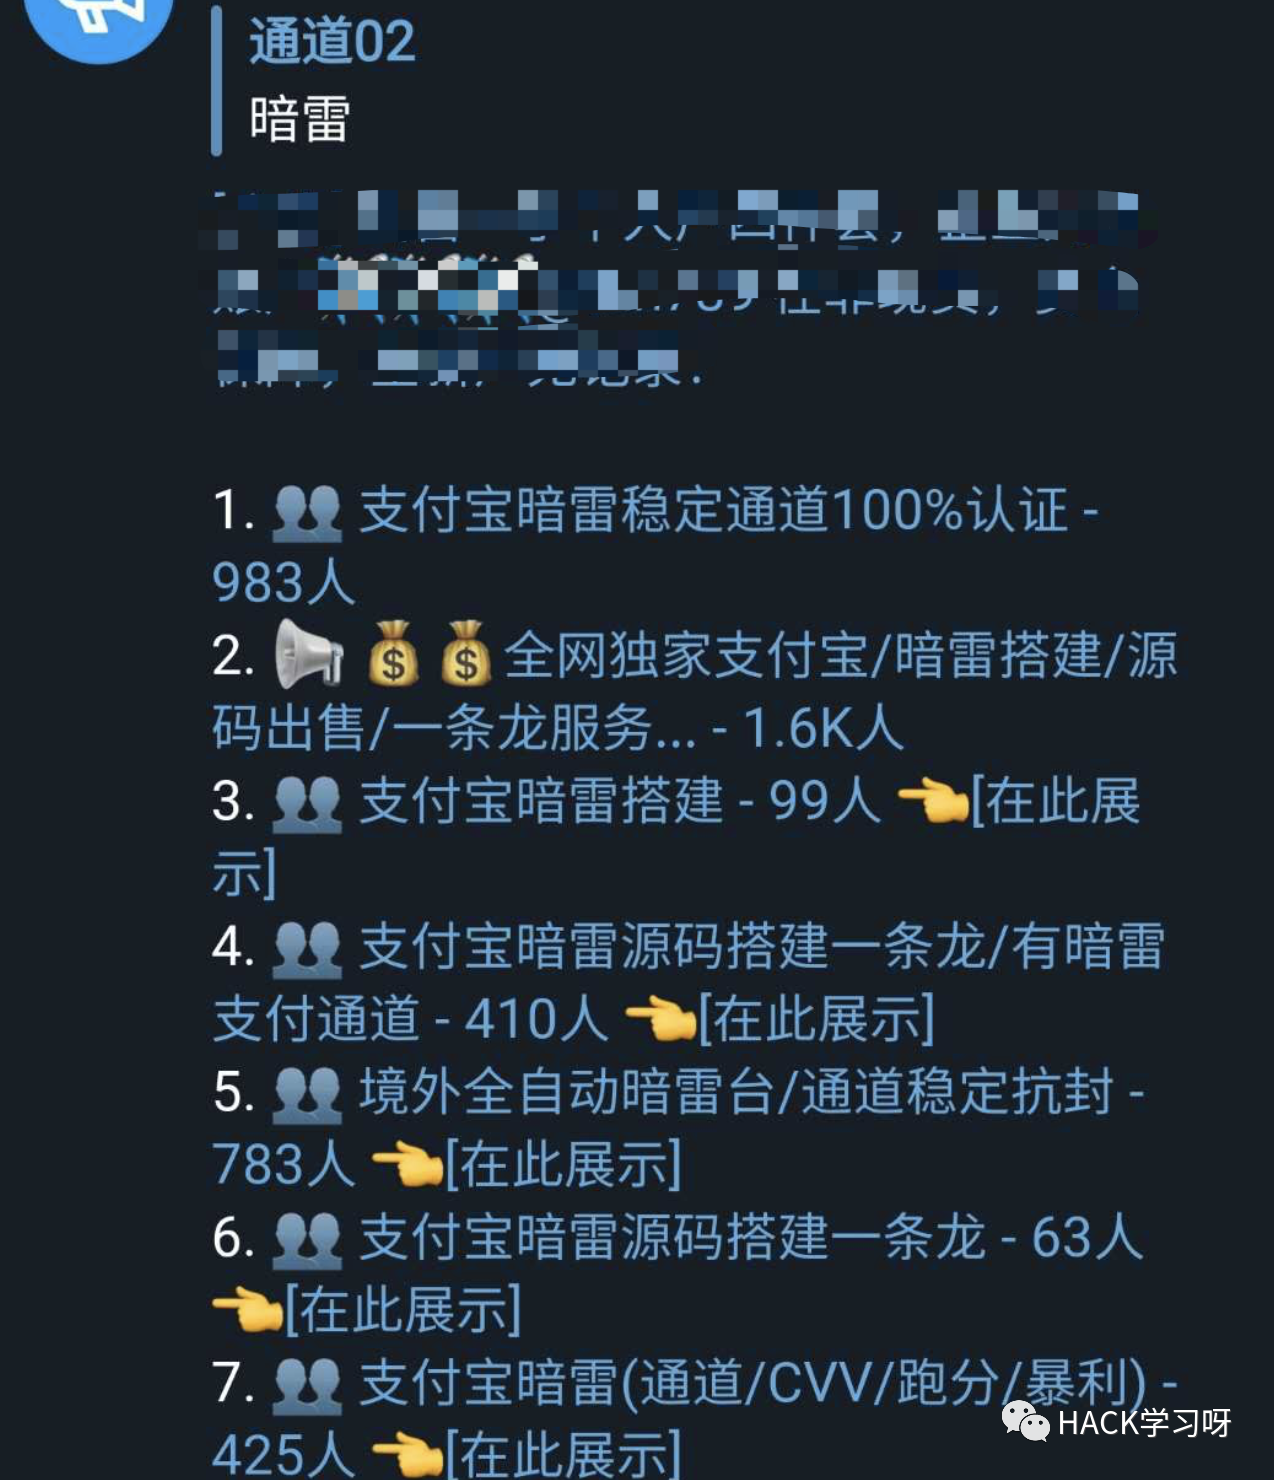 通道02
暗雷
1. 👥 支付宝暗雷稳定通道100%认证 -
983人
2. 📢 💰 💰 全网独家支付宝/暗雷搭建/源
码出售/一条龙服务... - 1.6K人
3. 👥 支付宝暗雷搭建 - 99人 👈[在此展
示]
4. 👥 支付宝暗雷源码搭建一条龙/有暗雷
支付通道 - 410人 👈[在此展示]
5. 👥 境外全自动暗雷台/通道稳定抗封 -
783人 👈[在此展示]
6. 👥 支付宝暗雷源码搭建一条龙 - 63人
👈[在此展示]
7. 👥 支付宝暗雷(通道/CVV/跑分/暴利) -
425人 👈[在此展示]
HACK学习呀